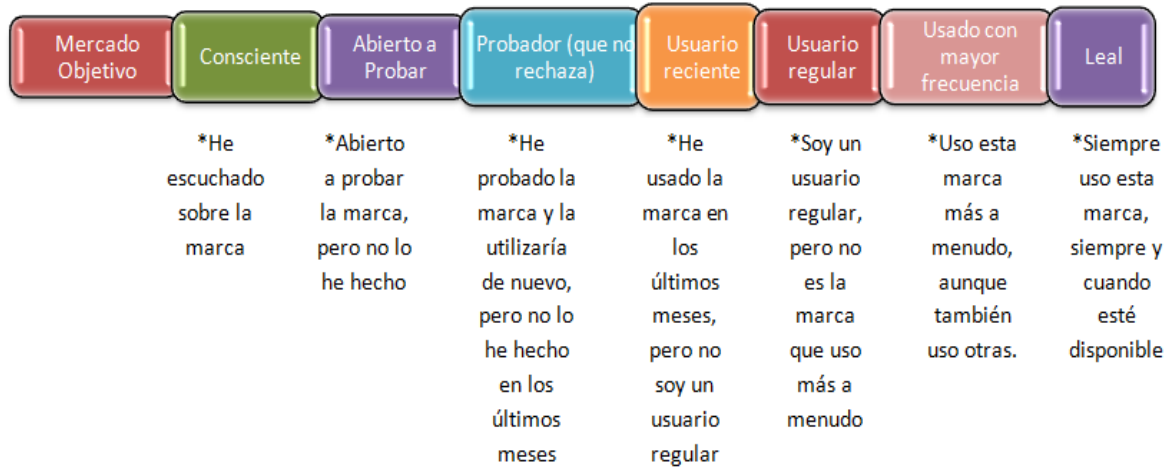 Mercado
Objetivo
Consciente
Abierto a
Probar
Probador (que no
rechaza)
Usuario
reciente
Usuario
regular
Usado con
mayor
frecuencia
Leal
*He
escuchado
sobre la
marca
*Abierto
a probar
la marca,
pero no lo
he hecho
*He
probado la
marca y la
utilizaría
de nuevo,
pero no lo
he hecho
en los
últimos
meses
*He
usado la
marca en
los
últimos
meses,
pero no
soy un
usuario
regular
*Soy un
usuario
regular,
pero no
es la
marca
que uso
más a
menudo
*Uso esta
marca
más a
menudo,
aunque
también
uso otras.
*Siempre
uso esta
marca,
siempre y
cuando
esté
disponible